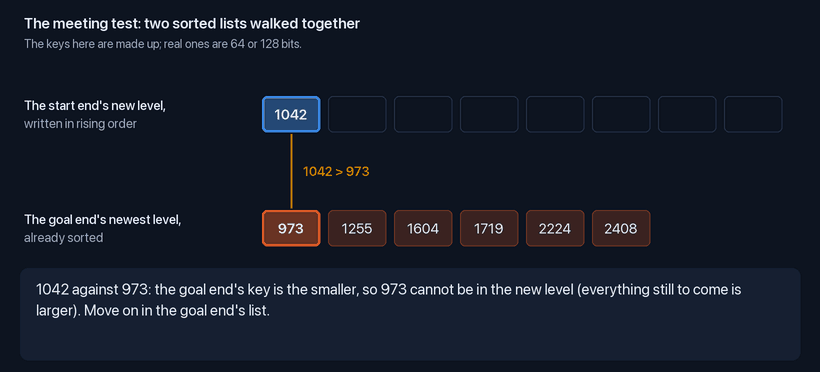 The meeting test: two sorted lists walked together
The keys here are made up; real ones are 64 or 128 bits.
The start end's new level,
written in rising order
1042
1042 > 973
The goal end's newest level,
already sorted
973 1255 1604 1719 2224 2408
1042 against 973: the goal end's key is the smaller, so 973 cannot be in the new level (everything still to come is
larger). Move on in the goal end's list.